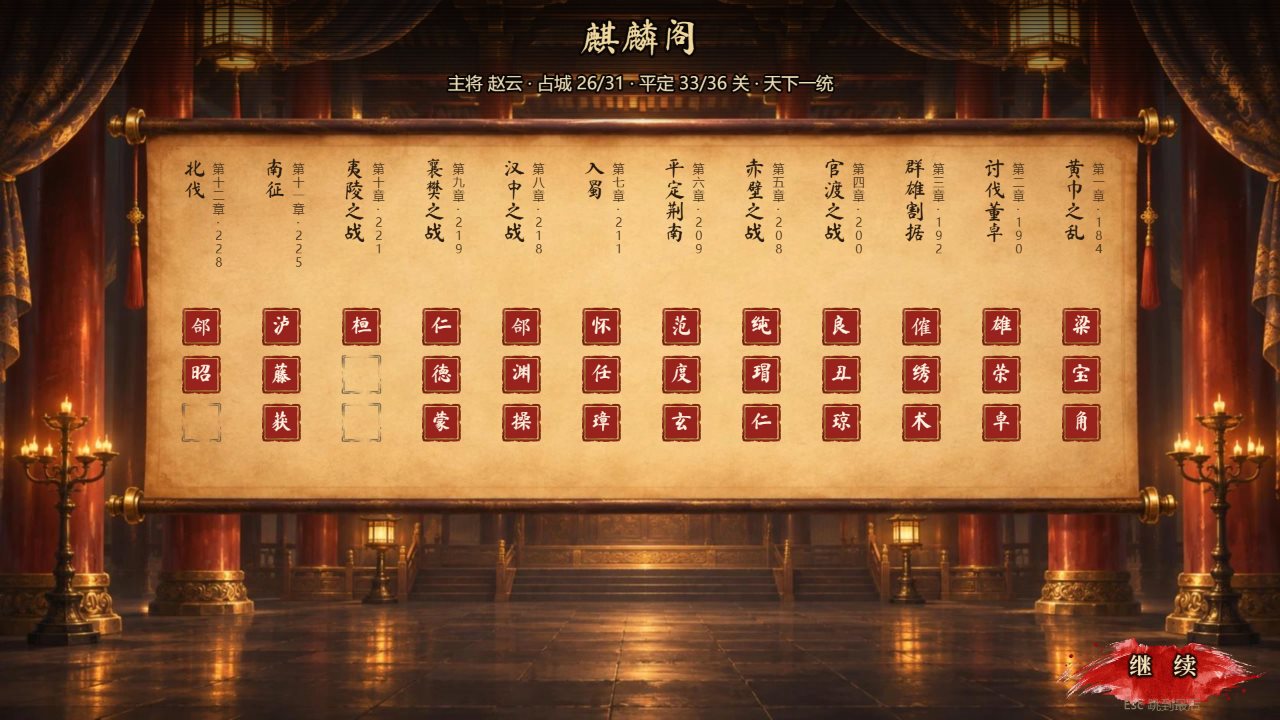 麒麟阁
主将 赵云 · 占城 26/31 · 平定 33/36 关 · 天下一统
第一章·184
黄巾之乱
梁
宝
角
第二章·190
讨伐董卓
雄
荣
卓
第三章·192
群雄割据
傕
绣
术
第四章·200
官渡之战
良
丑
琼
第五章·208
赤壁之战
纯
瑁
仁
第六章·209
平定荆南
范
度
玄
第七章·211
入蜀
怀
任
璋
第八章·218
汉中之战
郃
渊
操
第九章·219
襄樊之战
仁
德
蒙
第十章·221
夷陵之战
桓
第十一章·225
南征
泸
藤
获
第十二章·228
北伐
郃
昭
继续
ESC 跳到最后